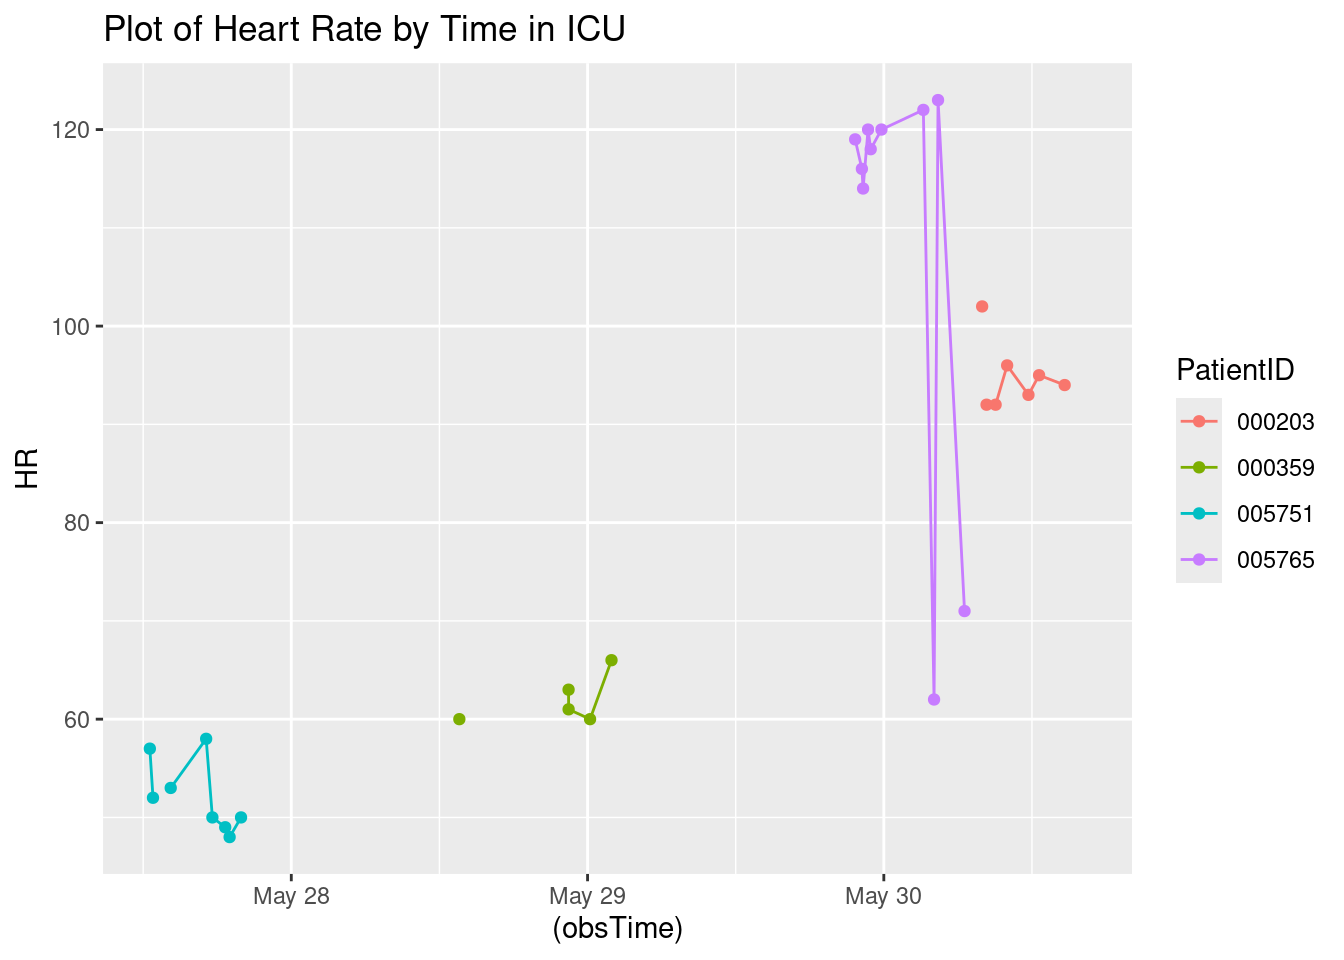 Plot of Heart Rate by Time in ICU
120
100
80
60
HR
May 28
May 29
May 30
(obsTime)
PatientID
000203
000359
005751
005765